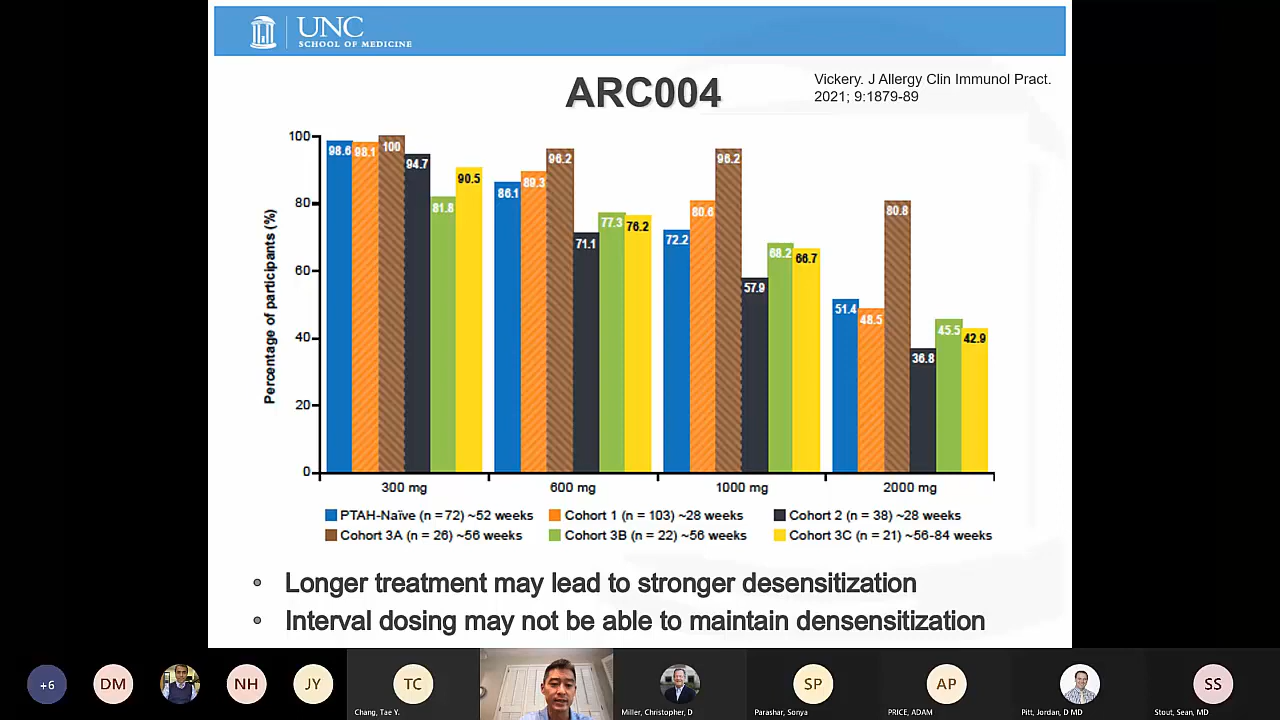 UNC
SCHOOL OF MEDICINE
ARC004
Vickery. J Allergy Clin Immunol Pract.
2021; 9:1879-89
Percentage of participants (%)
100
80
60
40
20
0
98.6 98.1 100 94.7 81.8 90.5
86.1 89.3 96.2 71.1 77.3 76.2
72.2 80.6 96.2 57.9 68.2 66.7
51.4 48.5 80.8 36.8 45.5 42.9
300 mg 600 mg 1000 mg 2000 mg
PTAH-Naïve (n = 72) ~52 weeks Cohort 1 (n = 103) ~28 weeks Cohort 2 (n = 38) ~28 weeks
Cohort 3A (n = 26) ~56 weeks Cohort 3B (n = 22) ~56 weeks Cohort 3C (n = 21) ~56-84 weeks
• Longer treatment may lead to stronger desensitization
• Interval dosing may not be able to maintain densensitization
+6 DM NH JY TC SP AP SS
Chang, Tae Y. Miller, Christopher, D Parashar, Sonya PRICE, ADAM Pitt, Jordan, D MD Stout, Sean, MD